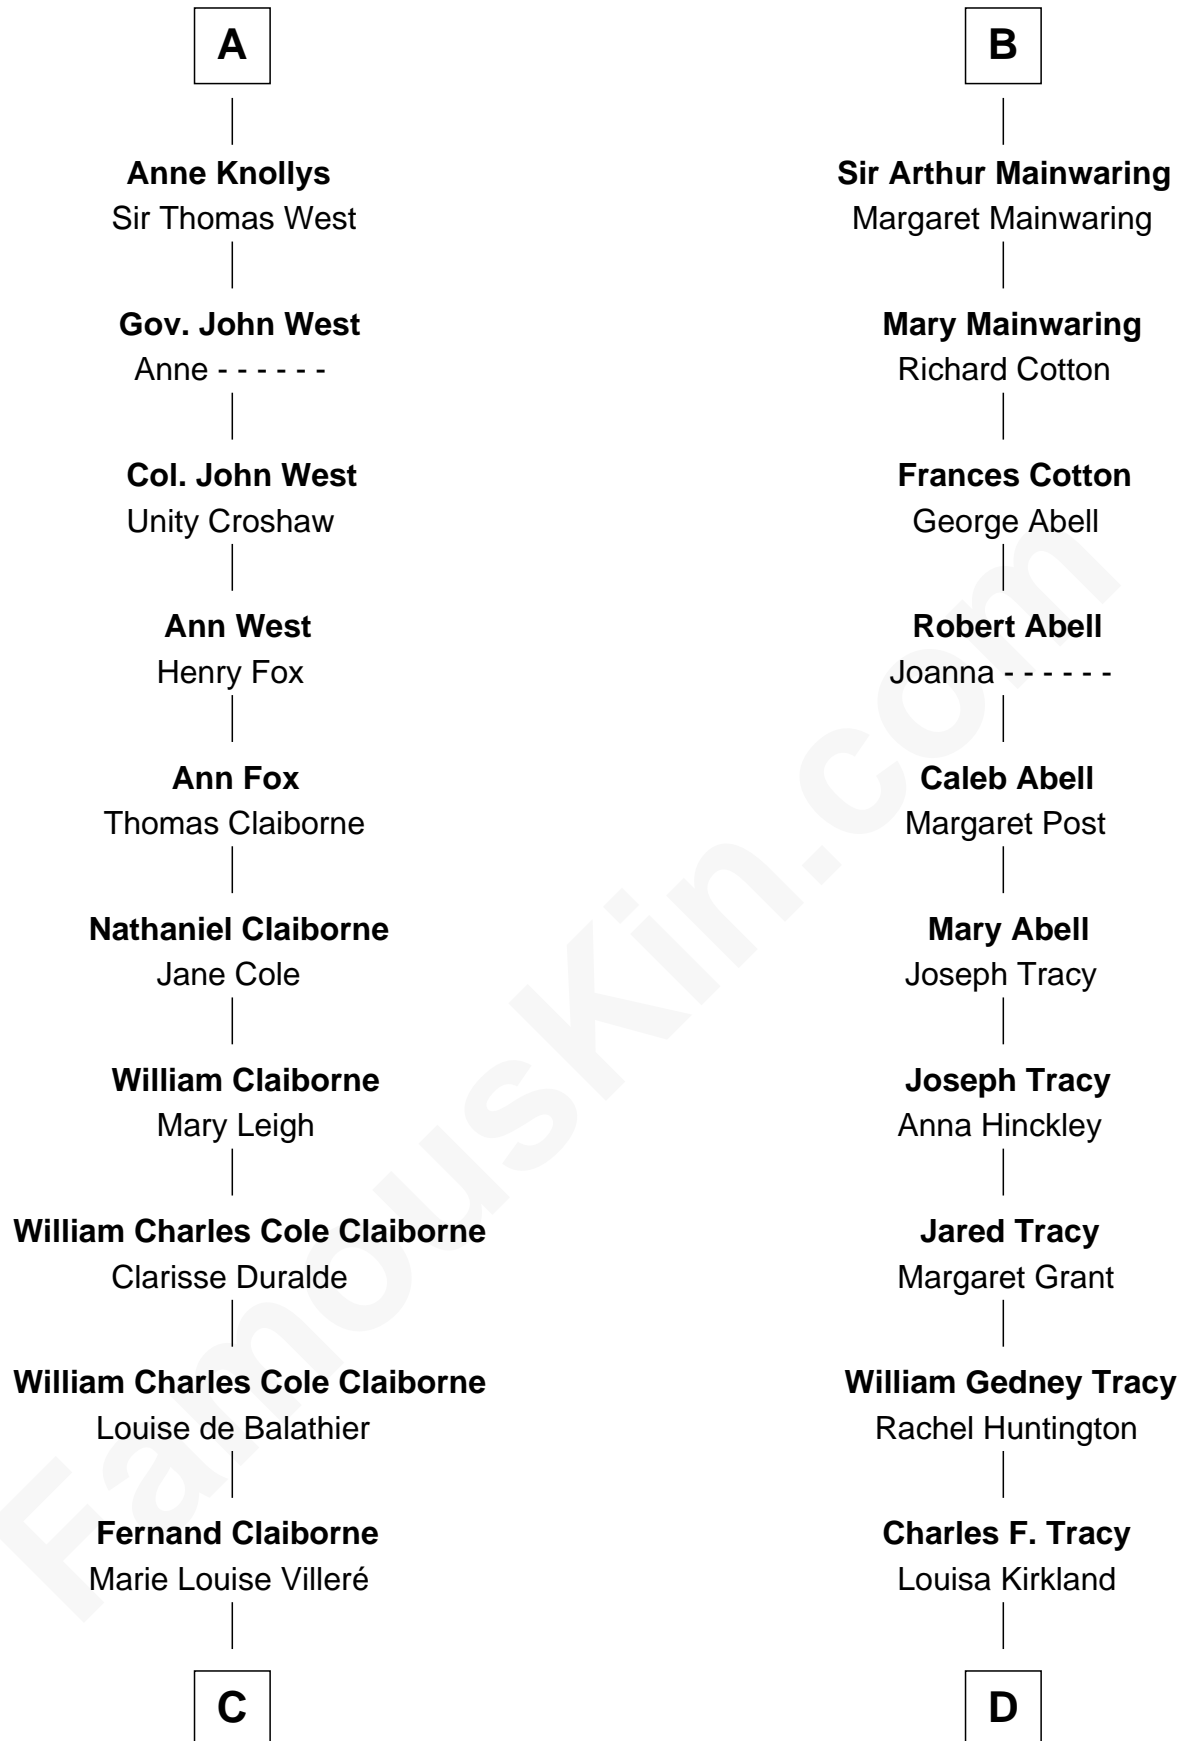 A
Anne Knollys
Sir Thomas West
Gov. John West
Anne - - - - - -
Col. John West
Unity Croshaw
Ann West
Henry Fox
Ann Fox
Thomas Claiborne
Nathaniel Claiborne
Jane Cole
William Claiborne
Mary Leigh
William Charles Cole Claiborne
Clarisse Duralde
William Charles Cole Claiborne
Louise de Balathier
Fernand Claiborne
Marie Louise Villeré
C
B
Sir Arthur Mainwaring
Margaret Mainwaring
Mary Mainwaring
Richard Cotton
Frances Cotton
George Abell
Robert Abell
Joanna - - - - - -
Caleb Abell
Margaret Post
Mary Abell
Joseph Tracy
Joseph Tracy
Anna Hinckley
Jared Tracy
Margaret Grant
William Gedney Tracy
Rachel Huntington
Charles F. Tracy
Louisa Kirkland
D
FamousKin.com